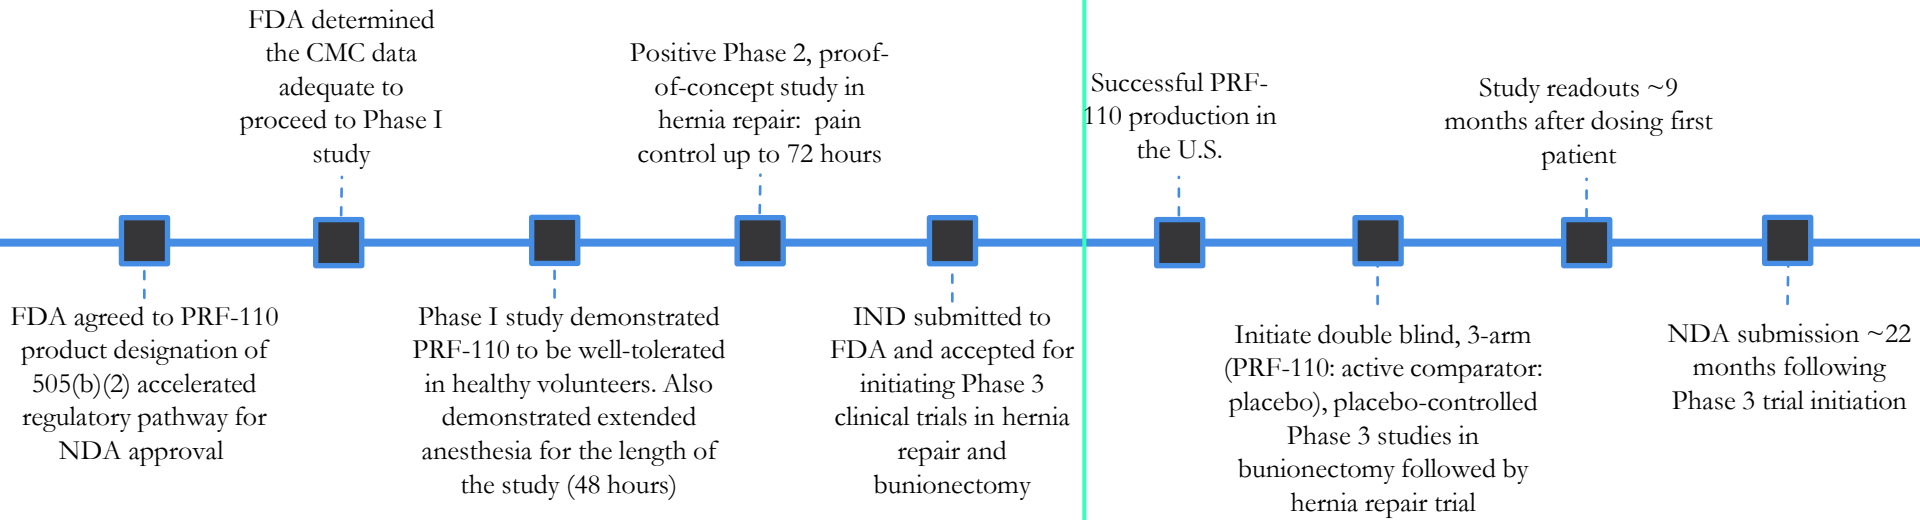 FDA determined
the CMC data
adequate to
proceed to Phase I
study
Positive Phase 2, proof-
of-concept study in
hernia repair:  pain
control up to 72 hours
Successful PRF-
110 production in
the U.S.
Study readouts ~9
months after dosing first
patient
FDA agreed to PRF-110
product designation of
505(b)(2) accelerated
regulatory pathway for
NDA approval
Phase I study demonstrated
PRF-110 to be well-tolerated
in healthy volunteers. Also
demonstrated extended
anesthesia for the length of
the study (48 hours)
IND submitted to
FDA and accepted for
initiating Phase 3
clinical trials in hernia
repair and
bunionectomy
Initiate double blind, 3-arm
(PRF-110: active comparator:
placebo), placebo-controlled
Phase 3 studies in
bunionectomy followed by
hernia repair trial
NDA submission ~22
months following
Phase 3 trial initiation